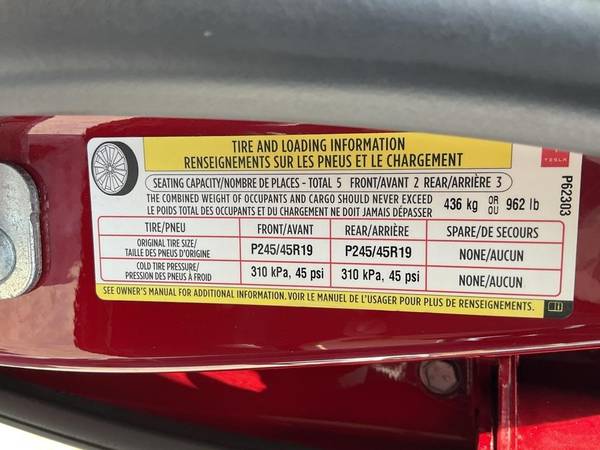 TIRE AND LOADING INFORMATION
RENSEIGNEMENTS SUR LES PNEUS ET LE CHARGEMENT
TESLA
P62303
SEATING CAPACITY/NOMBRE DE PLACES - TOTAL 5 FRONT/AVANT 2 REAR/ARRIÈRE 3
THE COMBINED WEIGHT OF OCCUPANTS AND CARGO SHOULD NEVER EXCEED
LE POIDS TOTAL DES OCCUPANTS ET DU CHARGEMENT NE DOIT JAMAIS DÉPASSER
436 kg OR OU 962 lb
TIRE/PNEU FRONT/AVANT REAR/ARRIÈRE SPARE/DE SECOURS
ORIGINAL TIRE SIZE/
TAILLE DES PNEUS D'ORIGINE
P245/45R19 P245/45R19 NONE/AUCUN
COLD TIRE PRESSURE/
PRESSION DES PNEUS À FROID
310 kPa, 45 psi 310 kPa, 45 psi NONE/AUCUN
SEE OWNER'S MANUAL FOR ADDITIONAL INFORMATION. VOIR LE MANUEL DE L'USAGER POUR PLUS DE RENSEIGNEMENTS.